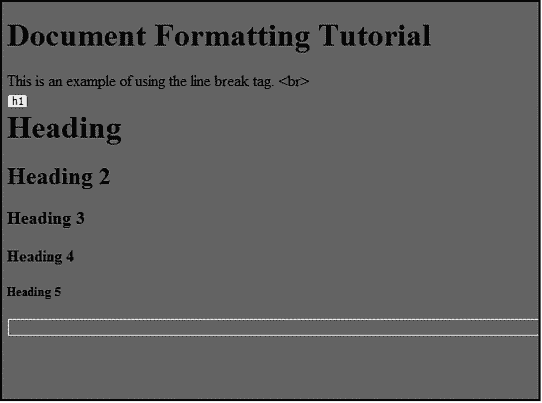 Document Formatting Tutorial
This is an example of using the line break tag. <br>
h1
Heading
Heading 2
Heading 3
Heading 4
Heading 5